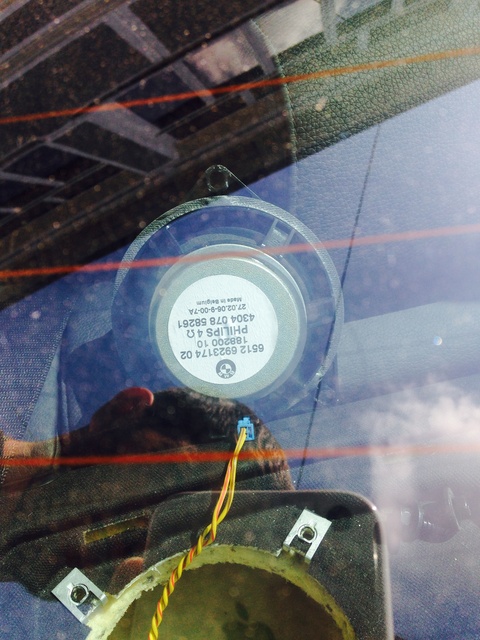 6512 6923174 02
188200 10
PHILIPS 4 Ω
4304 078 58261
Made in Belgium
27.02.06-9-00-7A